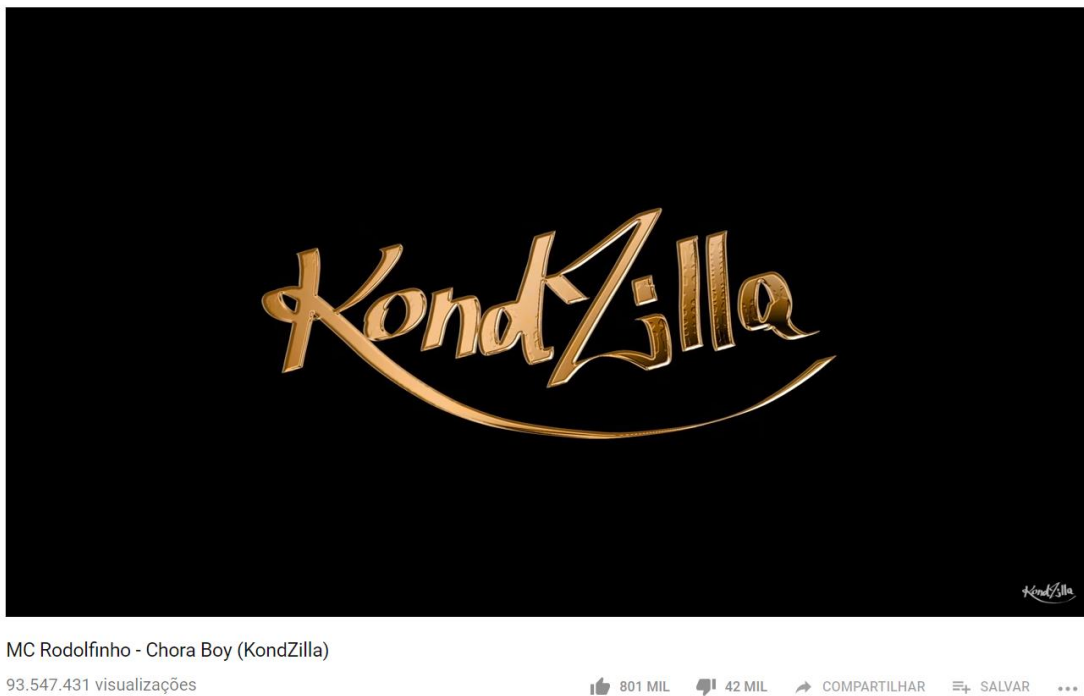 KondZilla
KondZilla
MC Rodolfinho - Chora Boy (KondZilla)
93.547.431 visualizações 801 MIL 42 MIL COMPARTILHAR SALVAR